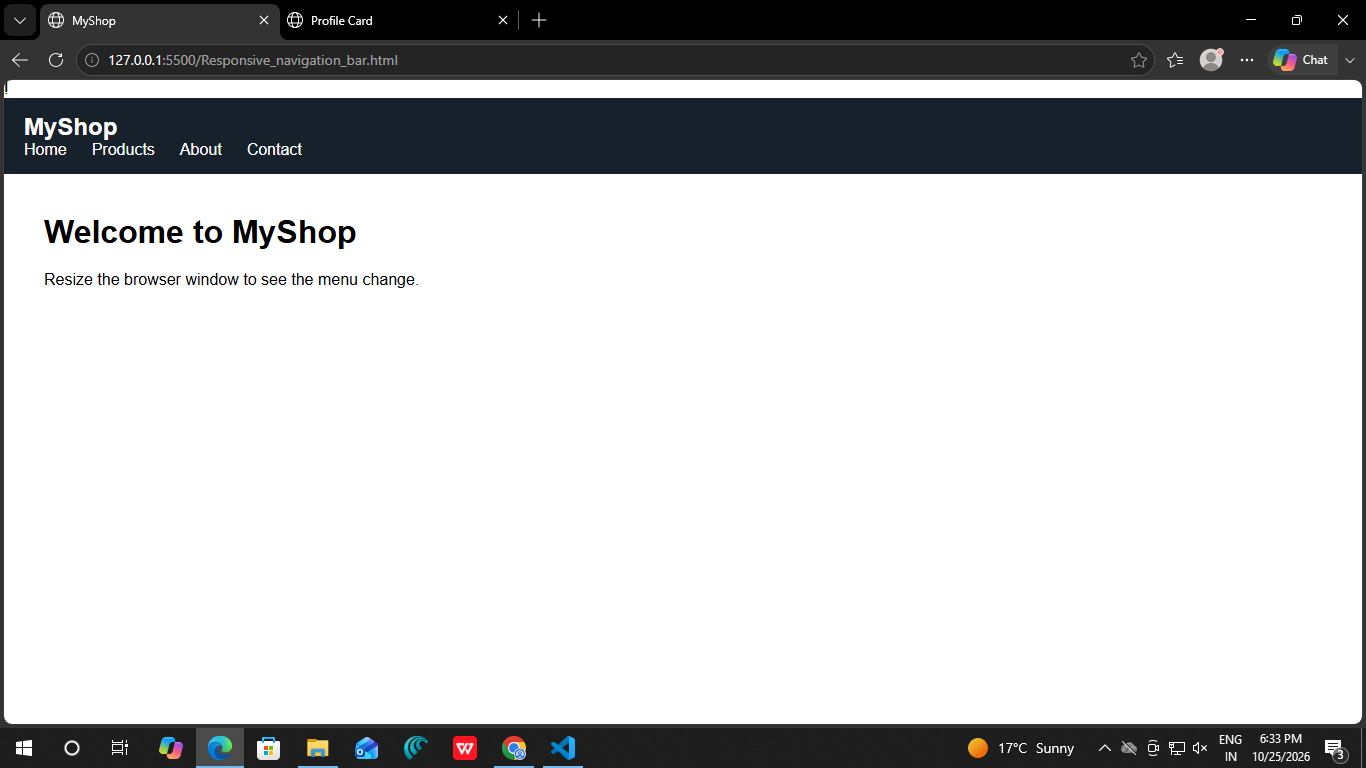 MyShop
Profile Card
127.0.0.1:5500/Responsive_navigation_bar.html
Chat
!
MyShop
Home Products About Contact
Welcome to MyShop
Resize the browser window to see the menu change.
17°C Sunny
ENG
IN
6:33 PM
10/25/2026
3